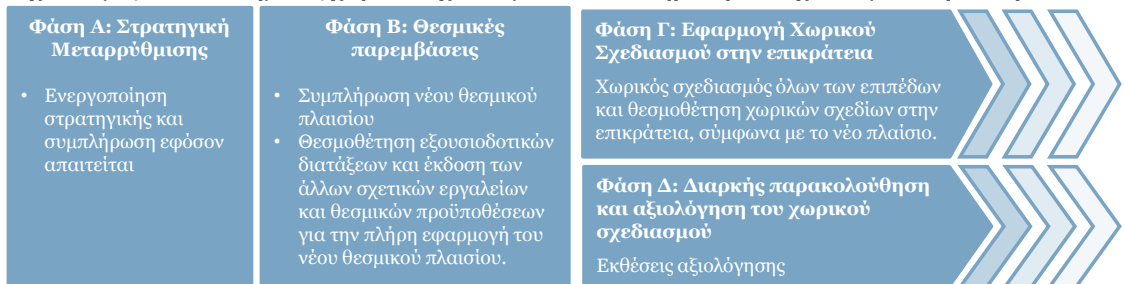 Φάση Α: Στρατηγική
Μεταρρύθμισης
• Ενεργοποίηση
στρατηγικής και
συμπλήρωση εφόσον
απαιτείται
Φάση Β: Θεσμικές
παρεμβάσεις
• Συμπλήρωση νέου θεσμικού
πλαισίου
• Θεσμοθέτηση εξουσιοδοτικών
διατάξεων και έκδοση των
άλλων σχετικών εργαλείων
και θεσμικών προϋποθέσεων
για την πλήρη εφαρμογή του
νέου θεσμικού πλαισίου.
Φάση Γ: Εφαρμογή Χωρικού
Σχεδιασμού στην επικράτεια
Χωρικός σχεδιασμός όλων των επιπέδων
και θεσμοθέτηση χωρικών σχεδίων στην
επικράτεια, σύμφωνα με το νέο πλαίσιο.
Φάση Δ: Διαρκής παρακολούθηση
και αξιολόγηση του χωρικού
σχεδιασμού
Εκθέσεις αξιολόγησης